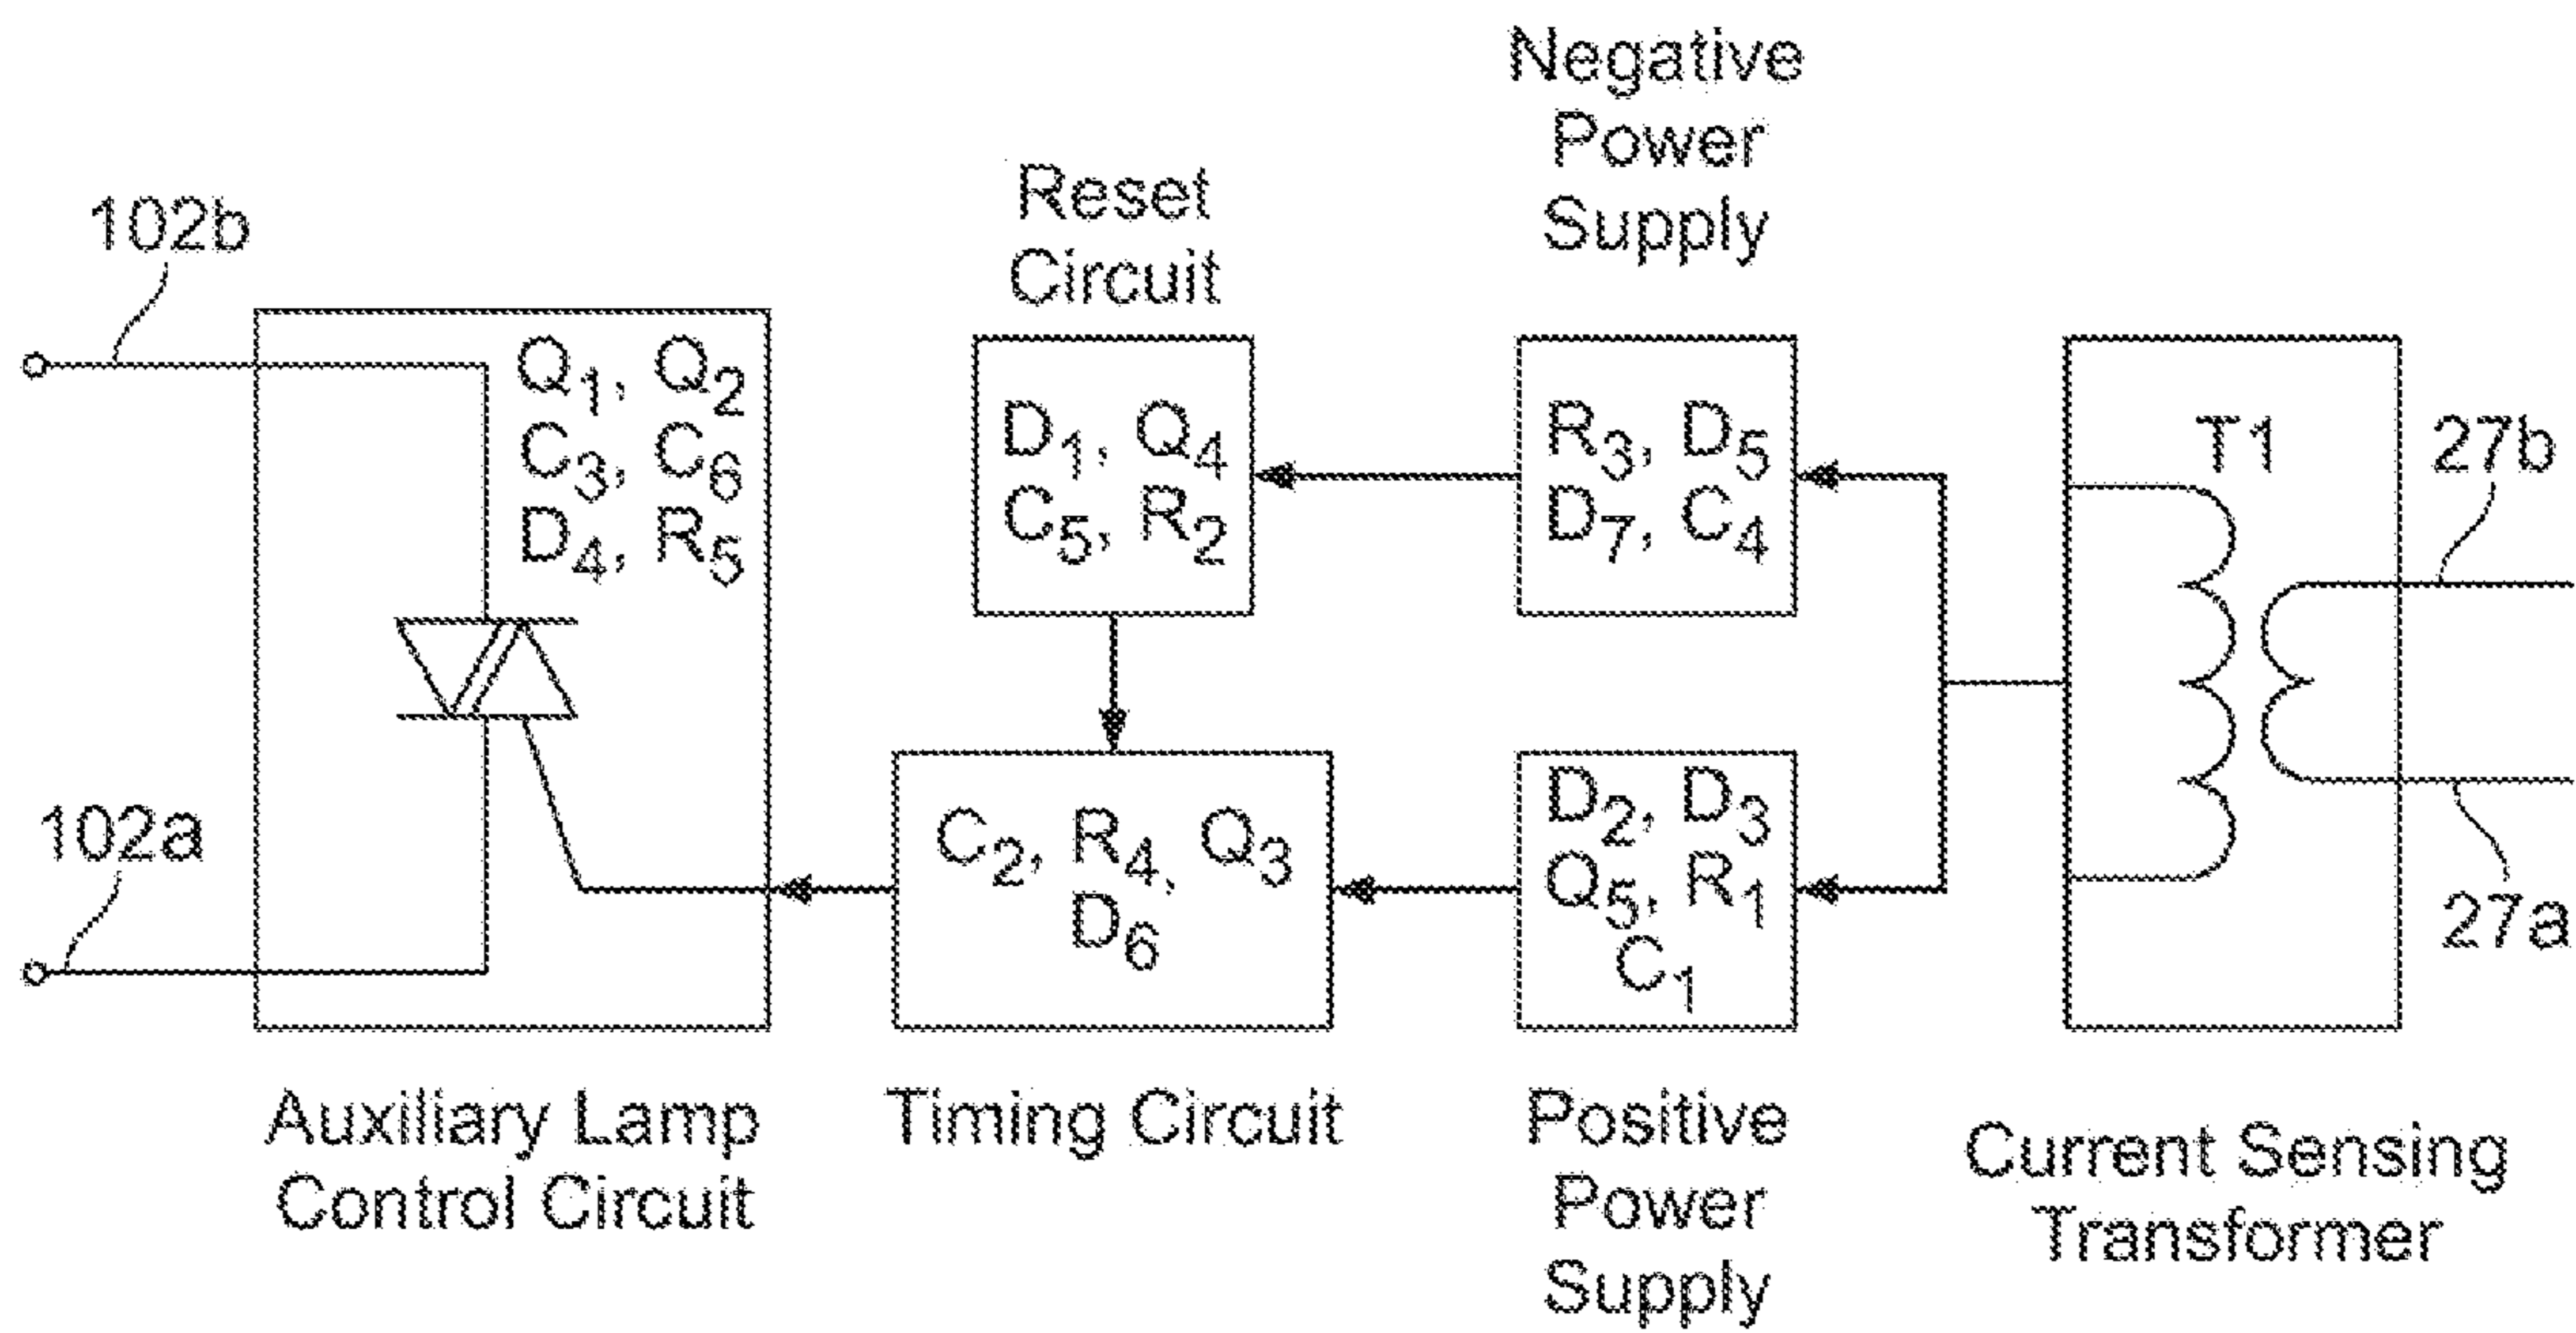 Negative
Power
Supply
Reset
Circuit
102b
Q1, Q2
C3, C6
D4, R5
D1, Q4
C5, R2
R3, D5
D7, C4
T1
27b
102a
C2, R4, Q3
D6
D2, D3
Q5, R1
C1
27a
Auxiliary Lamp
Control Circuit
Timing Circuit
Positive
Power
Supply
Current Sensing
Transformer